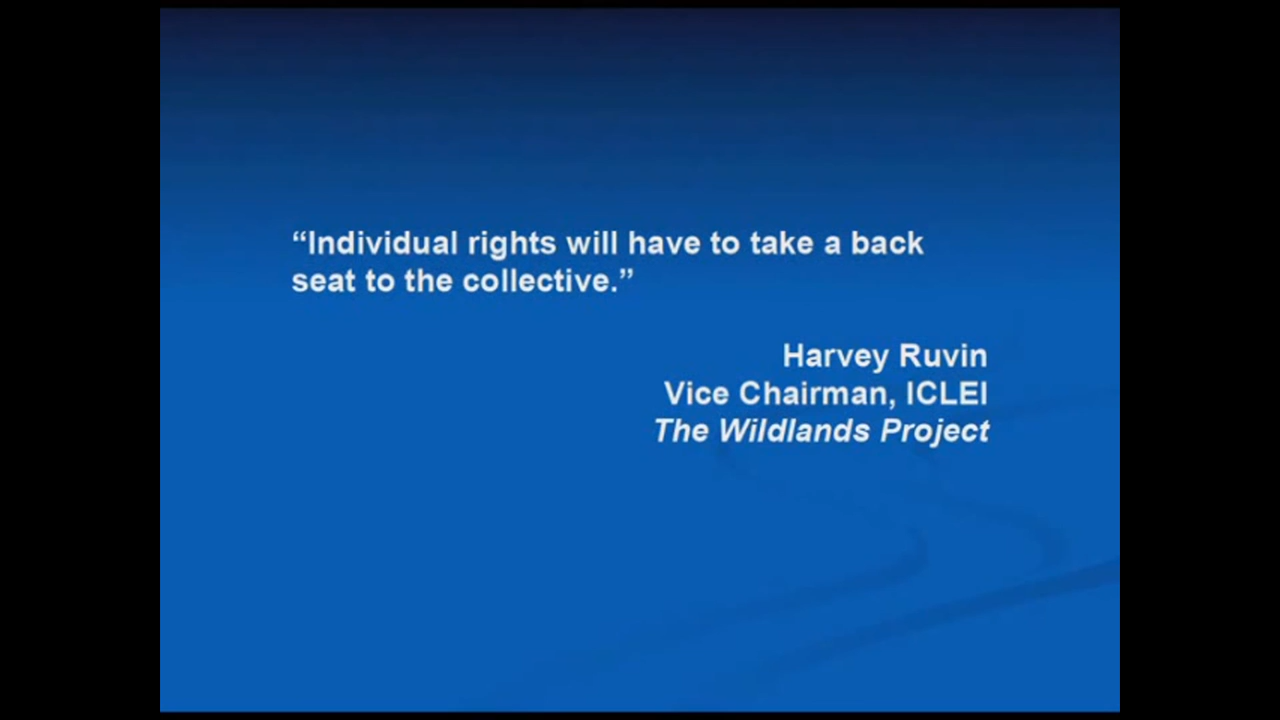 “Individual rights will have to take a back
seat to the collective.”
Harvey Ruvin
Vice Chairman, ICLEI
The Wildlands Project